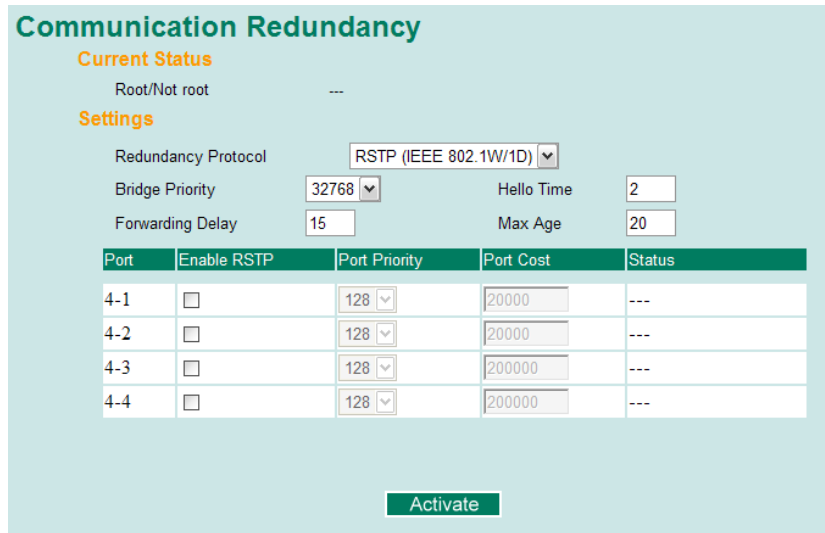 Communication Redundancy
Current Status
Root/Not root ---
Settings
Redundancy Protocol RSTP (IEEE 802.1W/1D)
Bridge Priority 32768 Hello Time 2
Forwarding Delay 15 Max Age 20
Port Enable RSTP Port Priority Port Cost Status
4-1 128 20000 ---
4-2 128 20000 ---
4-3 128 200000 ---
4-4 128 200000 ---
Activate